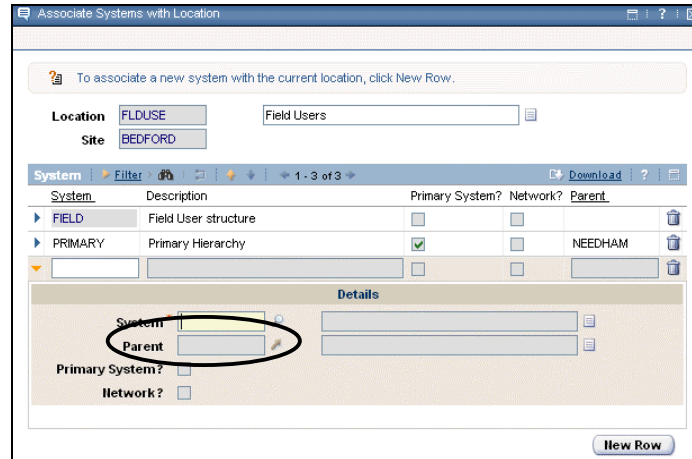 Associate Systems with Location
?
To associate a new system with the current location, click New Row.
Location FLDUSE Field Users
Site BEDFORD
System Filter 1 - 3 of 3 Download ?
System Description Primary System? Network? Parent
FIELD Field User structure
PRIMARY Primary Hierarchy NEEDHAM
Details
System *
Parent
Primary System?
Network?
New Row